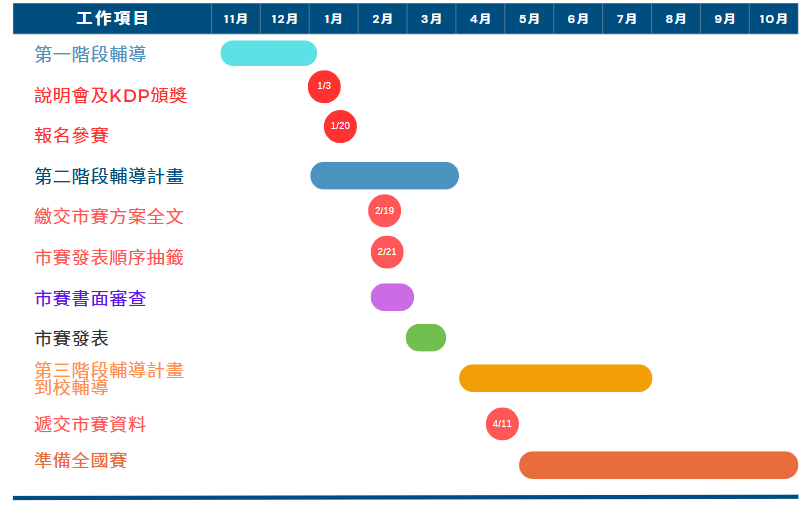 工作項目 11月 12月 1月 2月 3月 4月 5月 6月 7月 8月 9月 10月
第一階段輔導
說明會及KDP頒獎 1/3
報名參賽 1/20
第二階段輔導計畫
繳交市賽方案全文 2/19
市賽發表順序抽籤 2/21
市賽書面審查
市賽發表
第三階段輔導計畫
到校輔導
遞交市賽資料 4/11
準備全國賽